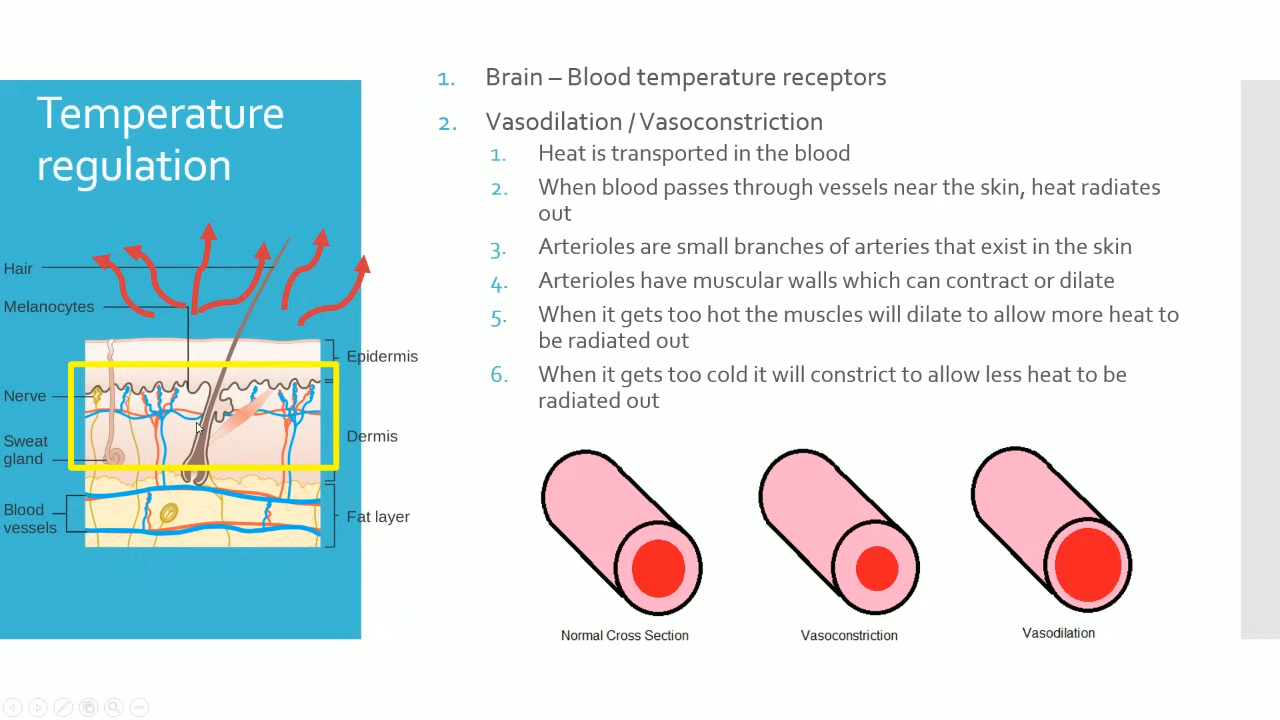 Temperature
regulation
1. Brain – Blood temperature receptors
2. Vasodilation / Vasoconstriction
1. Heat is transported in the blood
2. When blood passes through vessels near the skin, heat radiates
out
3. Arterioles are small branches of arteries that exist in the skin
4. Arterioles have muscular walls which can contract or dilate
5. When it gets too hot the muscles will dilate to allow more heat to
be radiated out
6. When it gets too cold it will constrict to allow less heat to be
radiated out
Hair
Melanocytes
Epidermis
Nerve
Dermis
Sweat
gland
Blood
vessels
Fat layer
Normal Cross Section
Vasoconstriction
Vasodilation